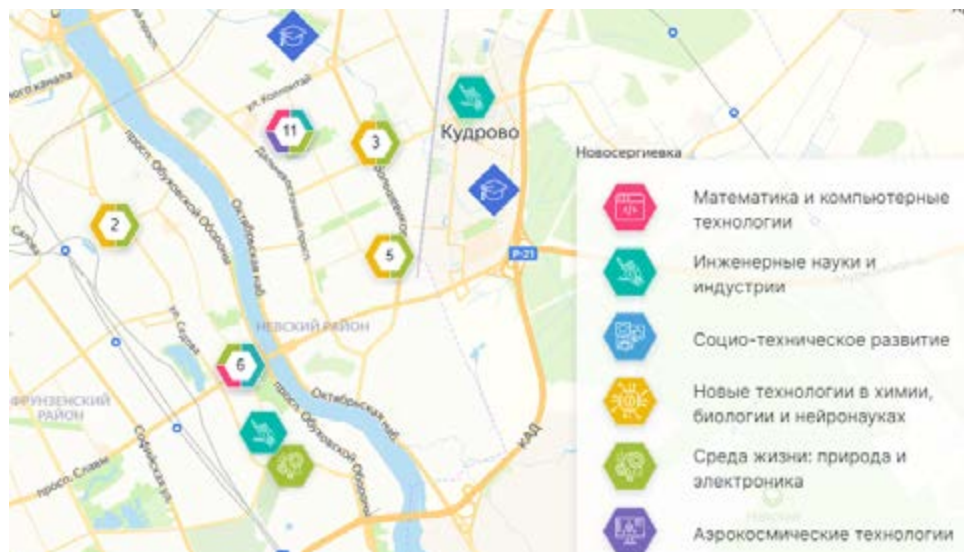 ул. Коллонтай
11
3
Кудрово
Новосергиевка
просп. Обуховской Обороны
Октябрьская наб.
2
5
Р-21
ул. Седова
НЕВСКИЙ РАЙОН
6
ФРУНЗЕНСКИЙ
РАЙОН
Октябрьская наб.
просп. Обуховской Обороны
КАД
Софийская ул.
просп. Славы
Математика и компьютерные
технологии
Инженерные науки и
индустрии
Социо-техническое развитие
Новые технологии в химии,
биологии и нейронауках
Среда жизни: природа и
электроника
Аэрокосмические технологии